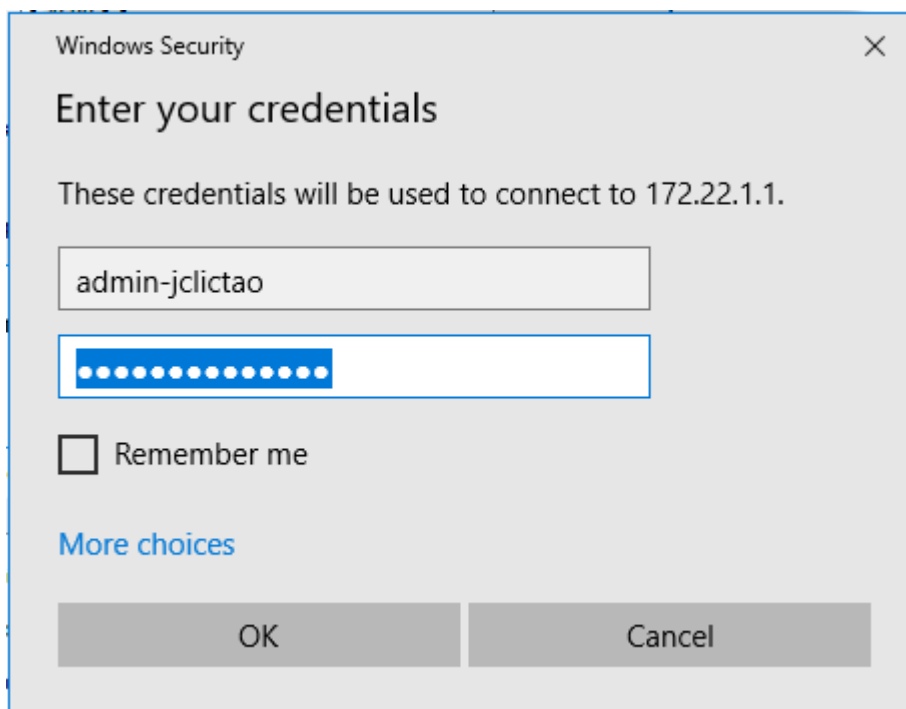 Windows Security
Enter your credentials
These credentials will be used to connect to 172.22.1.1.
admin-jclictao
●●●●●●●●●●●●●●
Remember me
More choices
OK
Cancel